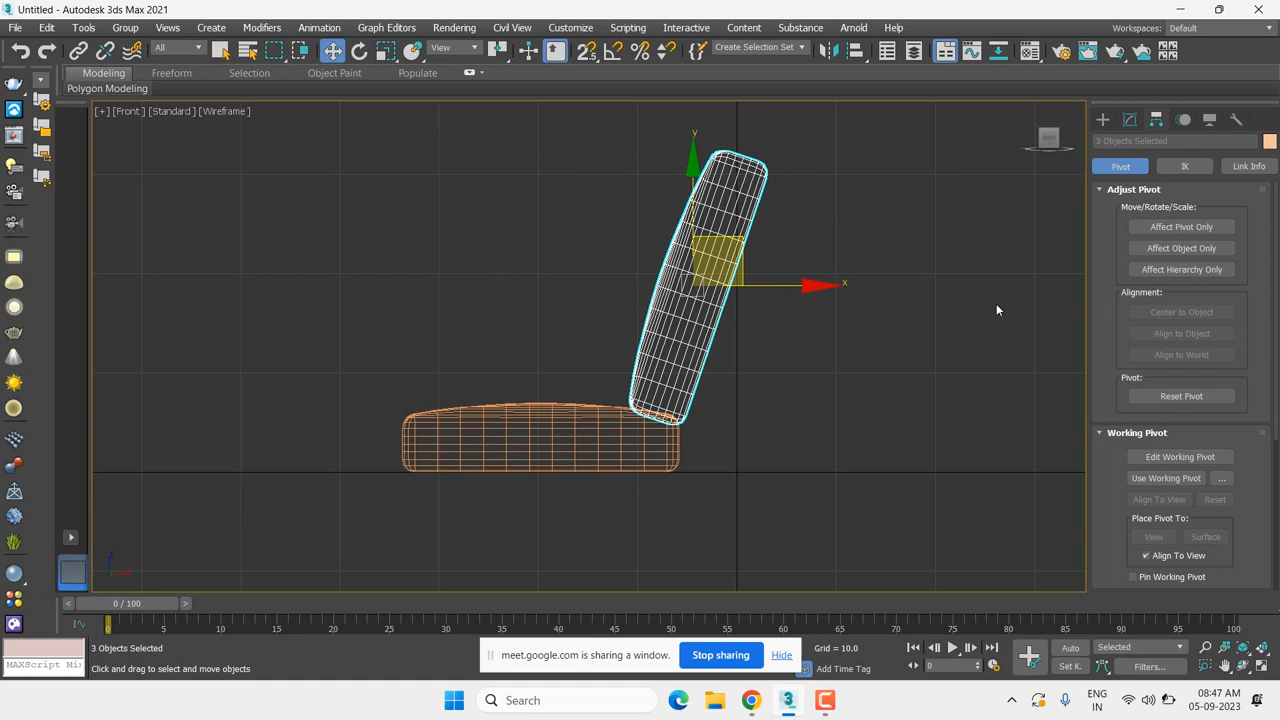 Untitled - Autodesk 3ds Max 2021
File Edit Tools Group Views Create Modifiers Animation Graph Editors Rendering Civil View Customize Scripting Interactive Content Substance Arnold Help Workspaces: Default
All View Create Selection Set
Modeling Freeform Selection Object Paint Populate
Polygon Modeling
[+] [Front ] [Standard ] [Wireframe ]
FRONT
y
x
3 Objects Selected
Pivot IK Link Info
Adjust Pivot
Move/Rotate/Scale:
Affect Pivot Only
Affect Object Only
Affect Hierarchy Only
Alignment:
Center to Object
Align to Object
Align to World
Pivot:
Reset Pivot
Working Pivot
Edit Working Pivot
Use Working Pivot ...
Align To View Reset
Place Pivot To:
View Surface
Align To View
Pin Working Pivot
< 0 / 100 >
0 5 10 15 20 25 30 35 40 45 50 55 60 65 70 75 80 85 90 95 100
3 Objects Selected
Click and drag to select and move objects
MAXScript Mi:
meet.google.com is sharing a window. Stop sharing Hide
Grid = 10.0
Add Time Tag
Auto Selected
Set K. Filters...
0
Search
ENG
IN
08:47 AM
05-09-2023